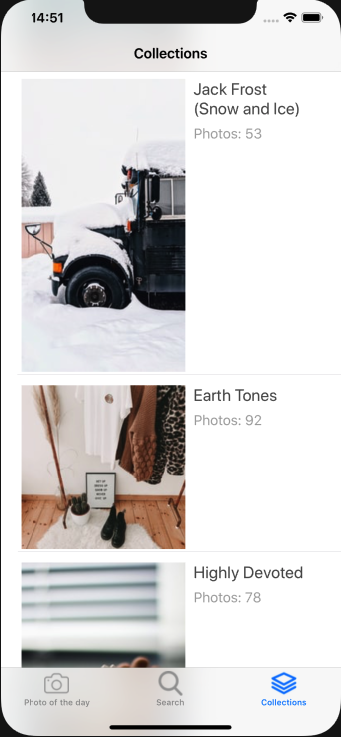 14:51
Collections
Jack Frost
(Snow and Ice)
Photos: 53
Earth Tones
Photos: 92
Highly Devoted
Photos: 78
Photo of the day
Search
Collections